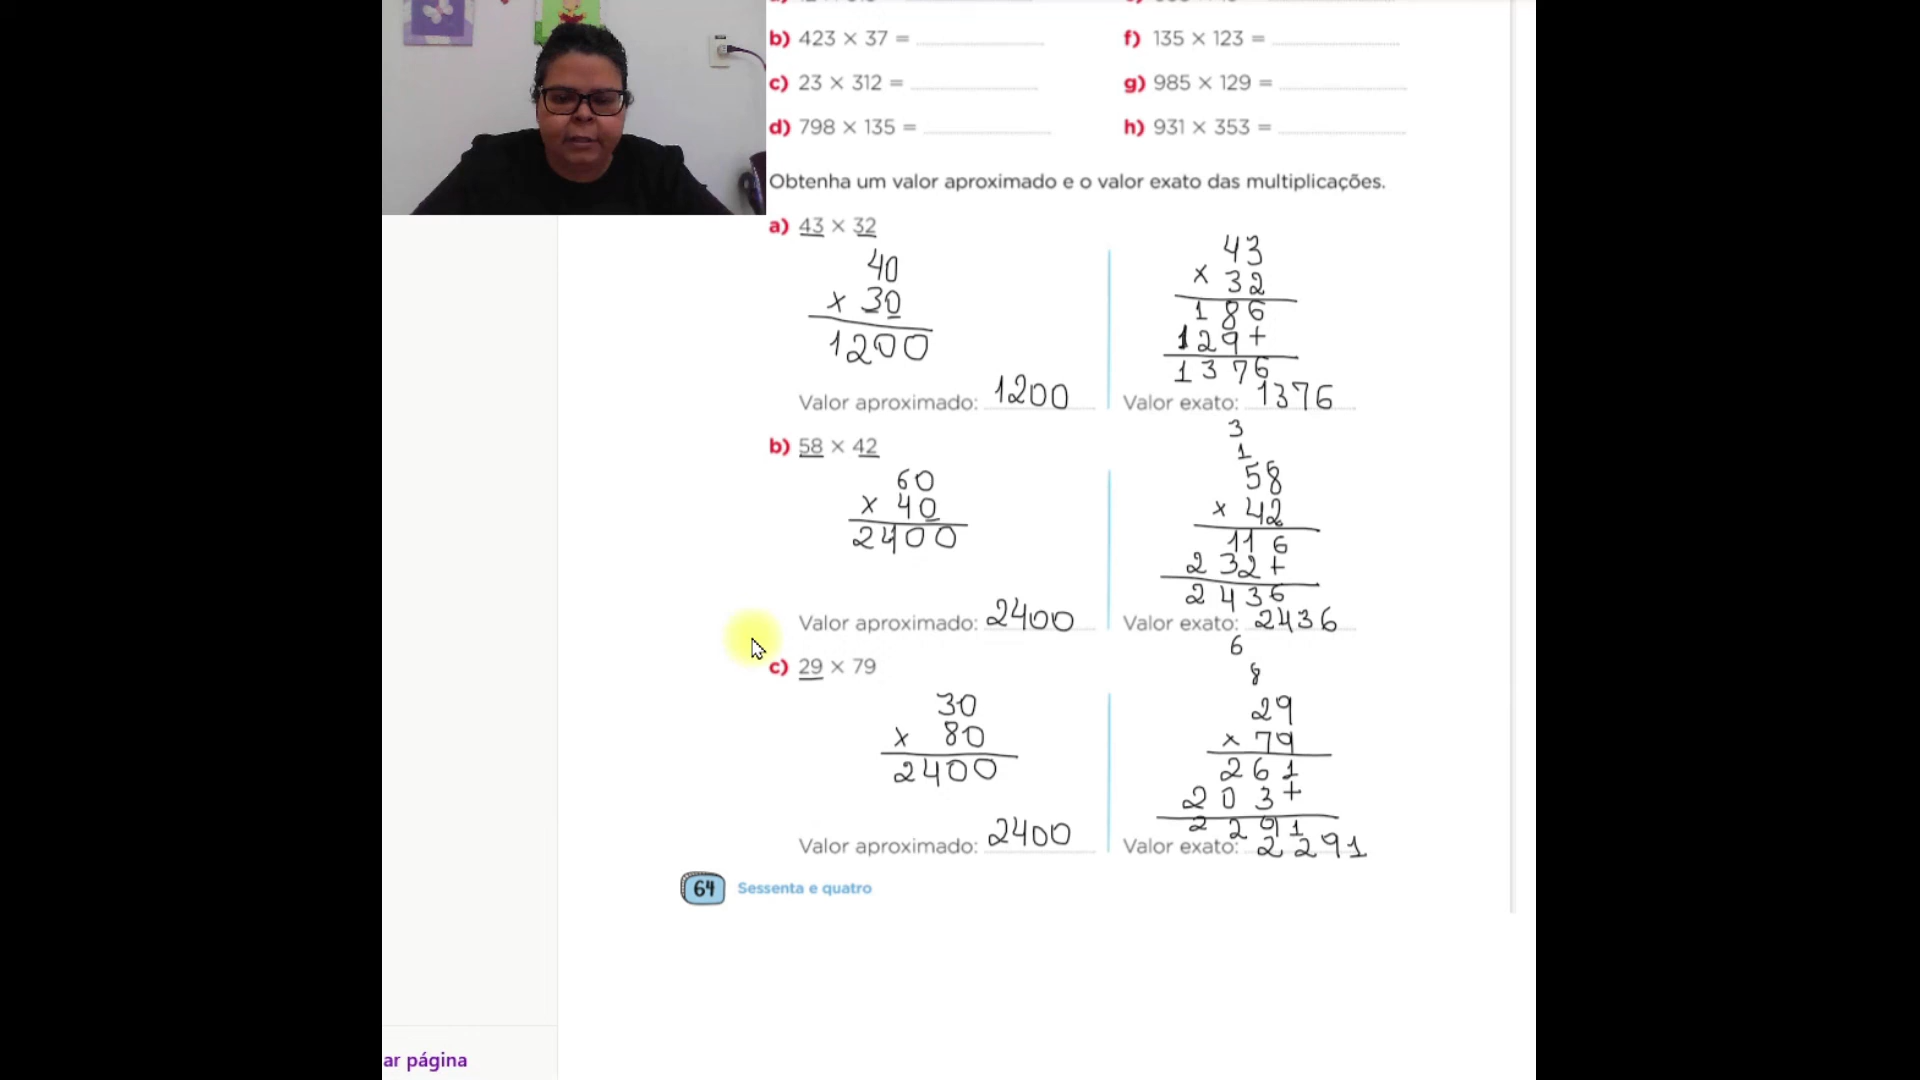 b) 423 × 37 =
f) 135 × 123 =
c) 23 × 312 =
g) 985 × 129 =
d) 798 × 135 =
h) 931 × 353 =
Obtenha um valor aproximado e o valor exato das multiplicações.
a) 43 × 32
40
x 30
1200
Valor aproximado: 1200
43
x 32
186
129+
1376
Valor exato: 1376
b) 58 × 42
60
x 40
2400
Valor aproximado: 2400
3
1
58
x 42
116
232+
2436
Valor exato: 2436
c) 29 × 79
30
x 80
2400
Valor aproximado: 2400
6
8
29
x 79
261
203+
2291
Valor exato: 2291
64 Sessenta e quatro
ar página